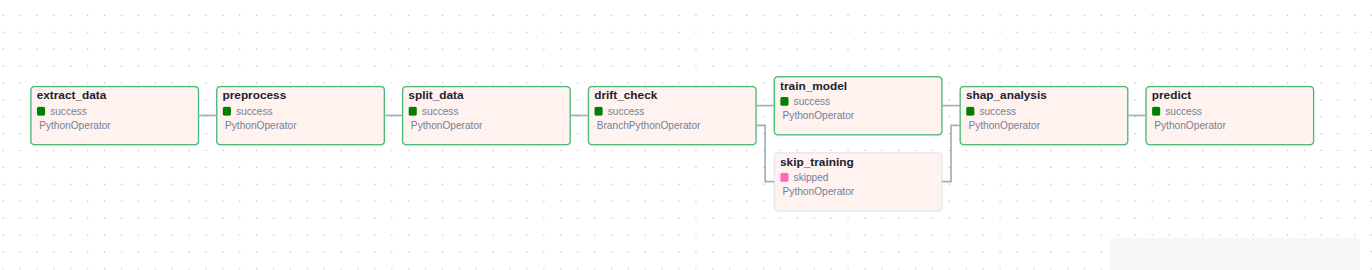 extract_data
success
PythonOperator
preprocess
success
PythonOperator
split_data
success
PythonOperator
drift_check
success
BranchPythonOperator
train_model
success
PythonOperator
skip_training
skipped
PythonOperator
shap_analysis
success
PythonOperator
predict
success
PythonOperator